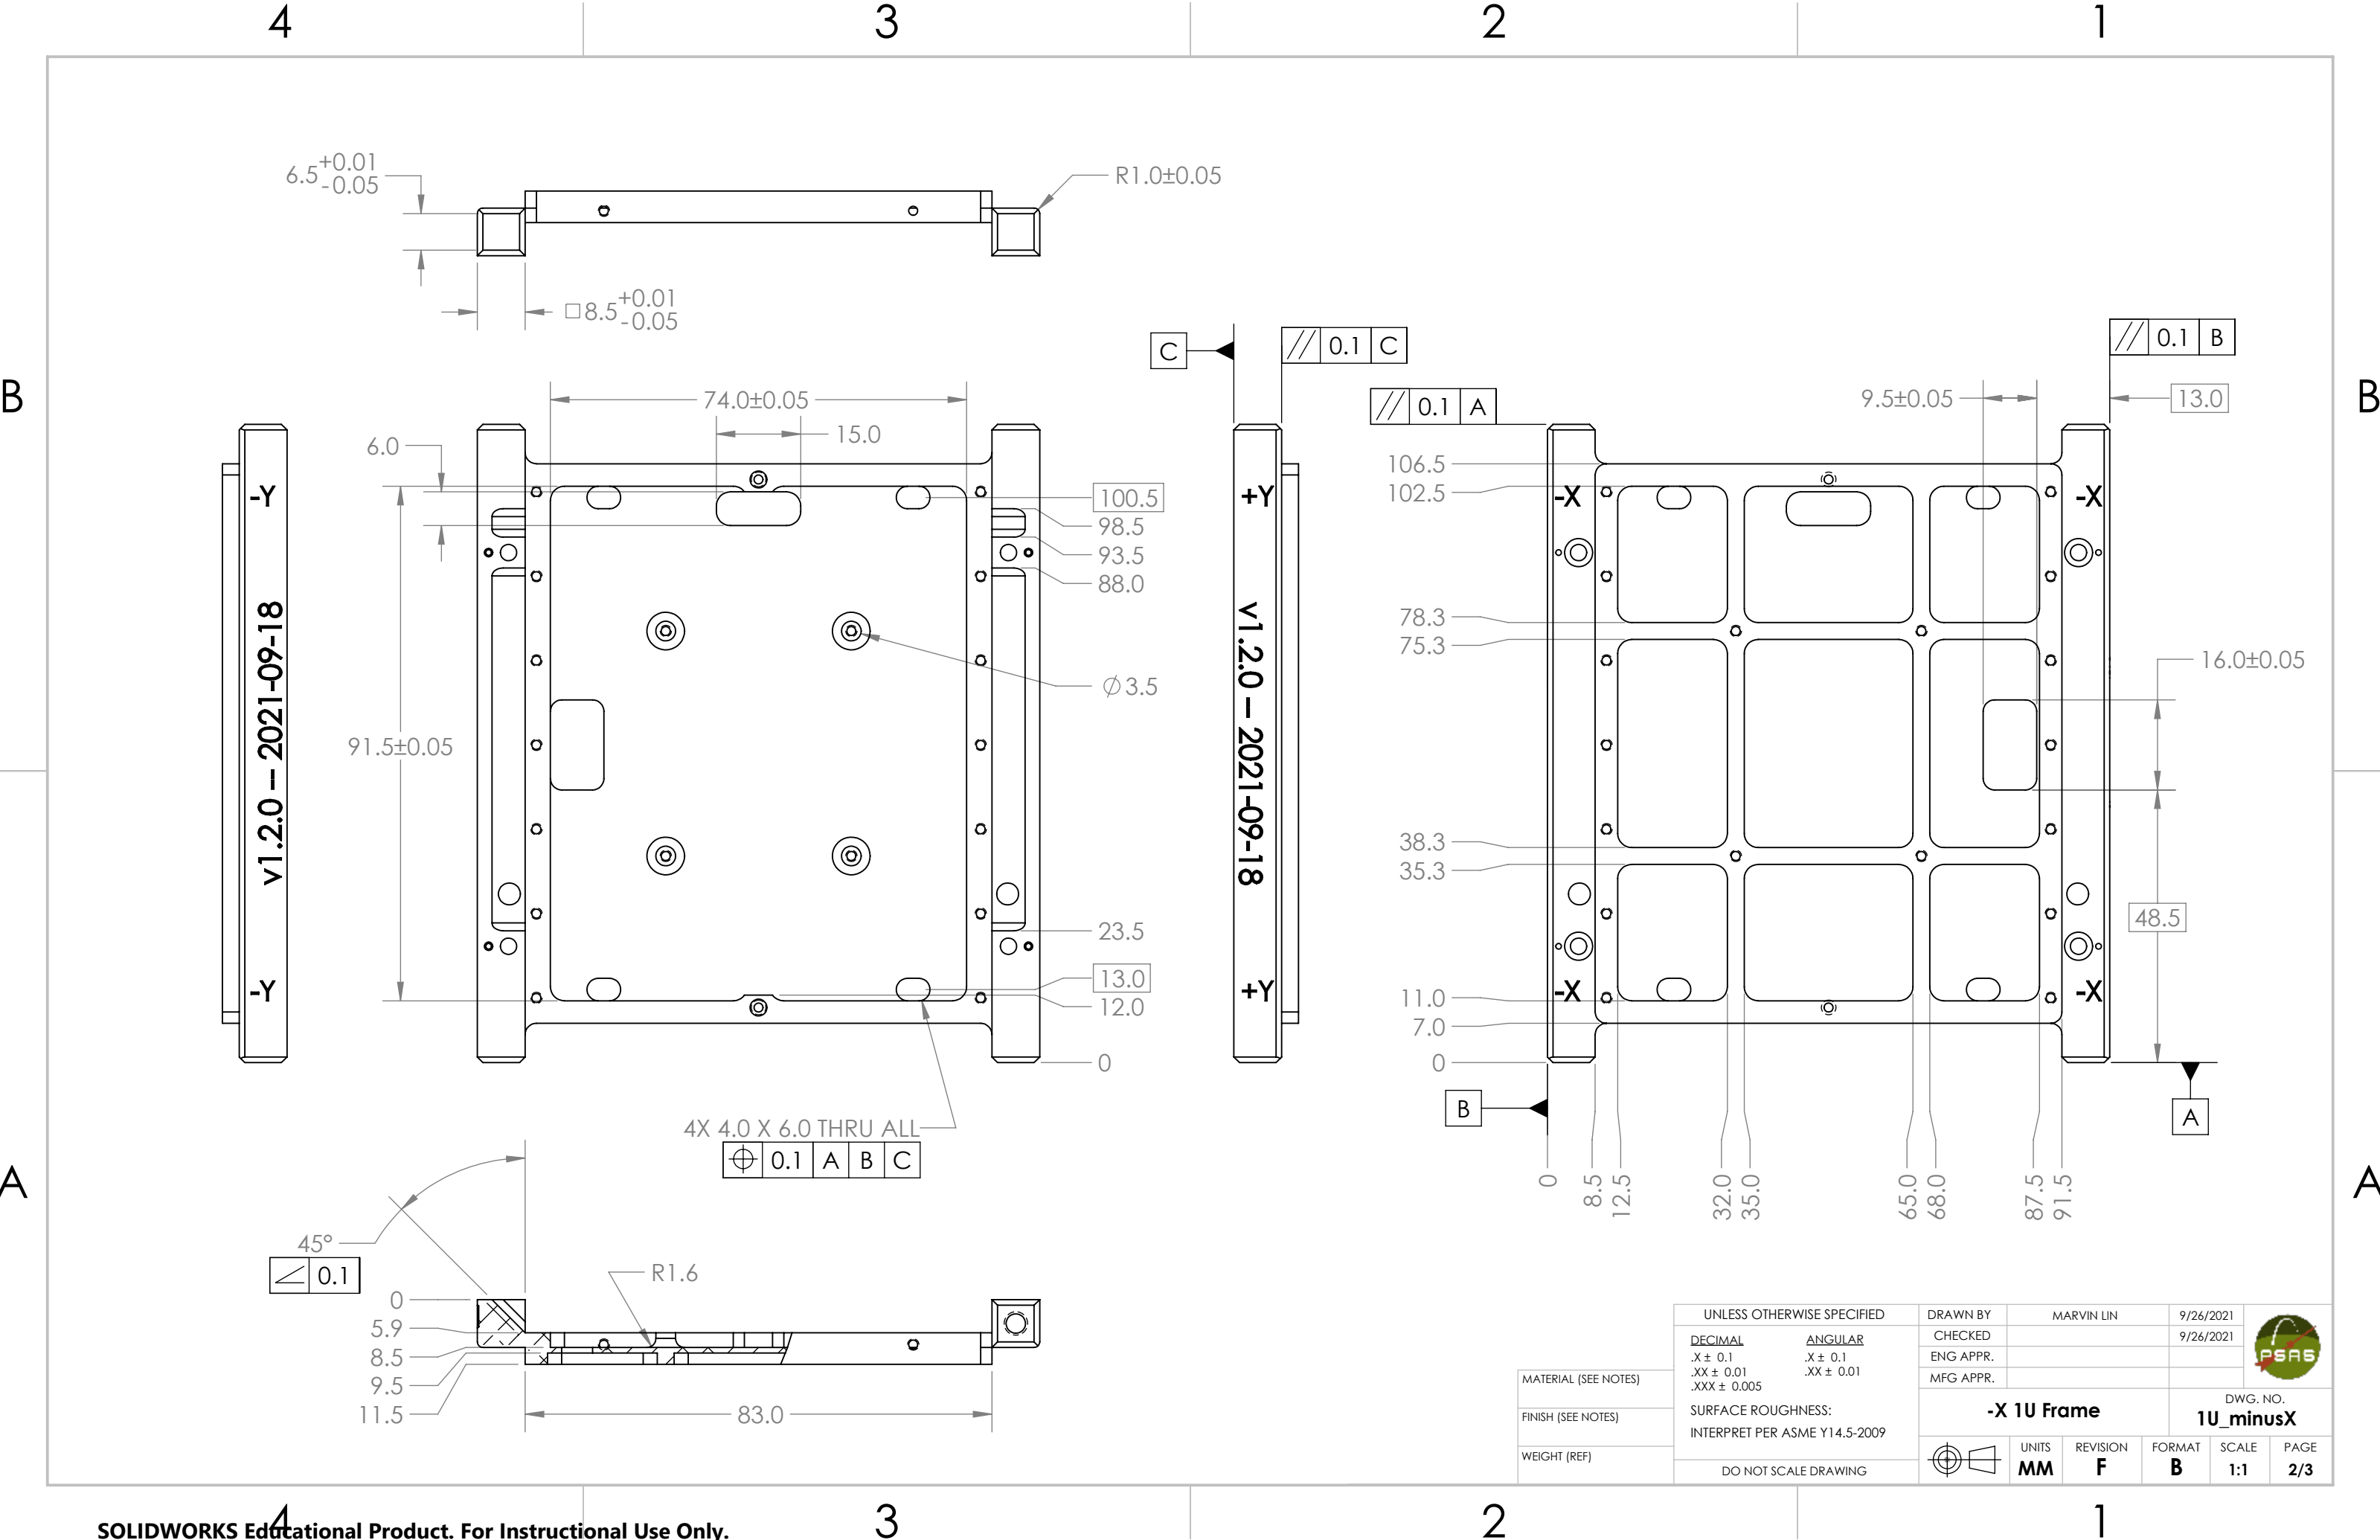 4 3 2 1
6.5 +0.01 -0.05
R1.0±0.05
□8.5 +0.01 -0.05
C
// 0.1 C
// 0.1 B
// 0.1 A
9.5±0.05
13.0
B
B
74.0±0.05
15.0
6.0
100.5
98.5
93.5
88.0
⌀3.5
91.5±0.05
23.5
13.0
12.0
0
-Y
v1.2.0 -- 2021-09-18
-Y
+Y
v1.2.0 -- 2021-09-18
+Y
106.5
102.5
78.3
75.3
38.3
35.3
11.0
7.0
0
-X
-X
-X
-X
16.0±0.05
48.5
B
A
0
8.5
12.5
32.0
35.0
65.0
68.0
87.5
91.5
4X 4.0 X 6.0 THRU ALL
⌖ 0.1 A B C
A
A
45°
∠ 0.1
R1.6
0
5.9
8.5
9.5
11.5
83.0
MATERIAL (SEE NOTES)
FINISH (SEE NOTES)
WEIGHT (REF)
UNLESS OTHERWISE SPECIFIED
DECIMAL ANGULAR
.X ± 0.1 .X ± 0.1
.XX ± 0.01 .XX ± 0.01
.XXX ± 0.005
SURFACE ROUGHNESS:
INTERPRET PER ASME Y14.5-2009
DO NOT SCALE DRAWING
DRAWN BY MARVIN LIN 9/26/2021
CHECKED 9/26/2021
ENG APPR.
MFG APPR.
PSAS
-X 1U Frame
DWG. NO.
1U_minusX
UNITS REVISION FORMAT SCALE PAGE
MM F B 1:1 2/3
4 3 2 1
SOLIDWORKS Educational Product. For Instructional Use Only.